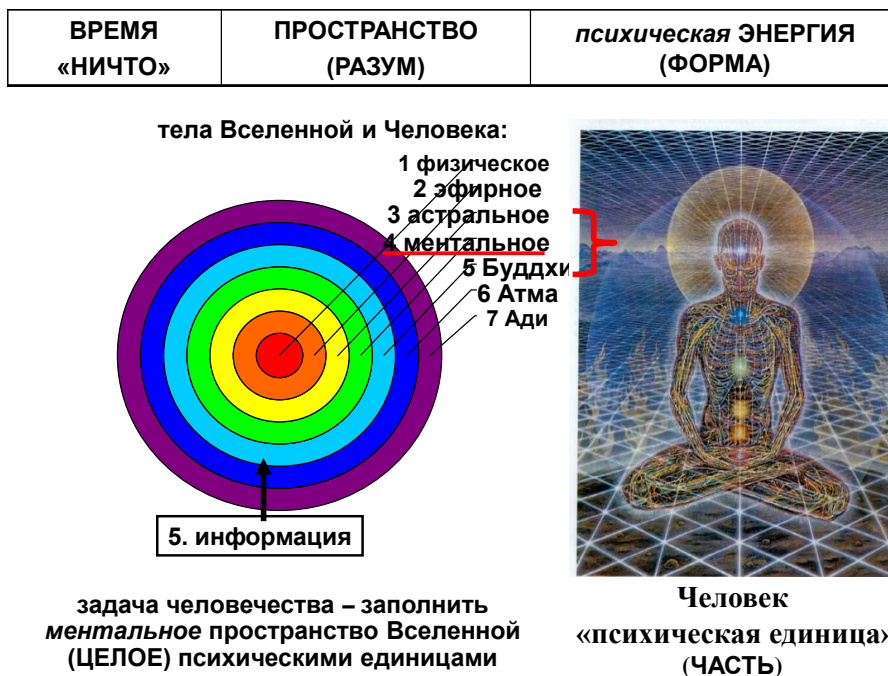 ВРЕМЯ
«НИЧТО»
ПРОСТРАНСТВО
(РАЗУМ)
психическая ЭНЕРГИЯ
(ФОРМА)
тела Вселенной и Человека:
1 физическое
2 эфирное
3 астральное
4 ментальное
5 Буддхи
6 Атма
7 Ади
5. информация
задача человечества – заполнить
ментальное пространство Вселенной
(ЦЕЛОЕ) психическими единицами
Человек
«психическая единица»
(ЧАСТЬ)